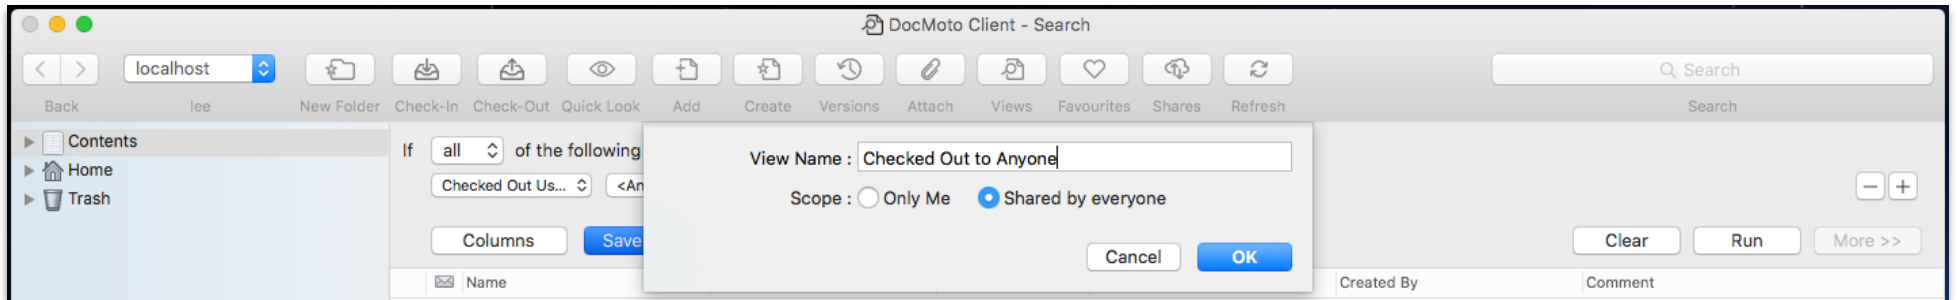 DocMoto Client - Search
localhost
Search
Back lee New Folder Check-In Check-Out Quick Look Add Create Versions Attach Views Favourites Shares Refresh Search
Contents
Home
Trash
If all of the following
Checked Out Us... <An
View Name : Checked Out to Anyone
Scope : Only Me Shared by everyone
Cancel OK
Columns Save
Clear Run More >>
Name Created By Comment